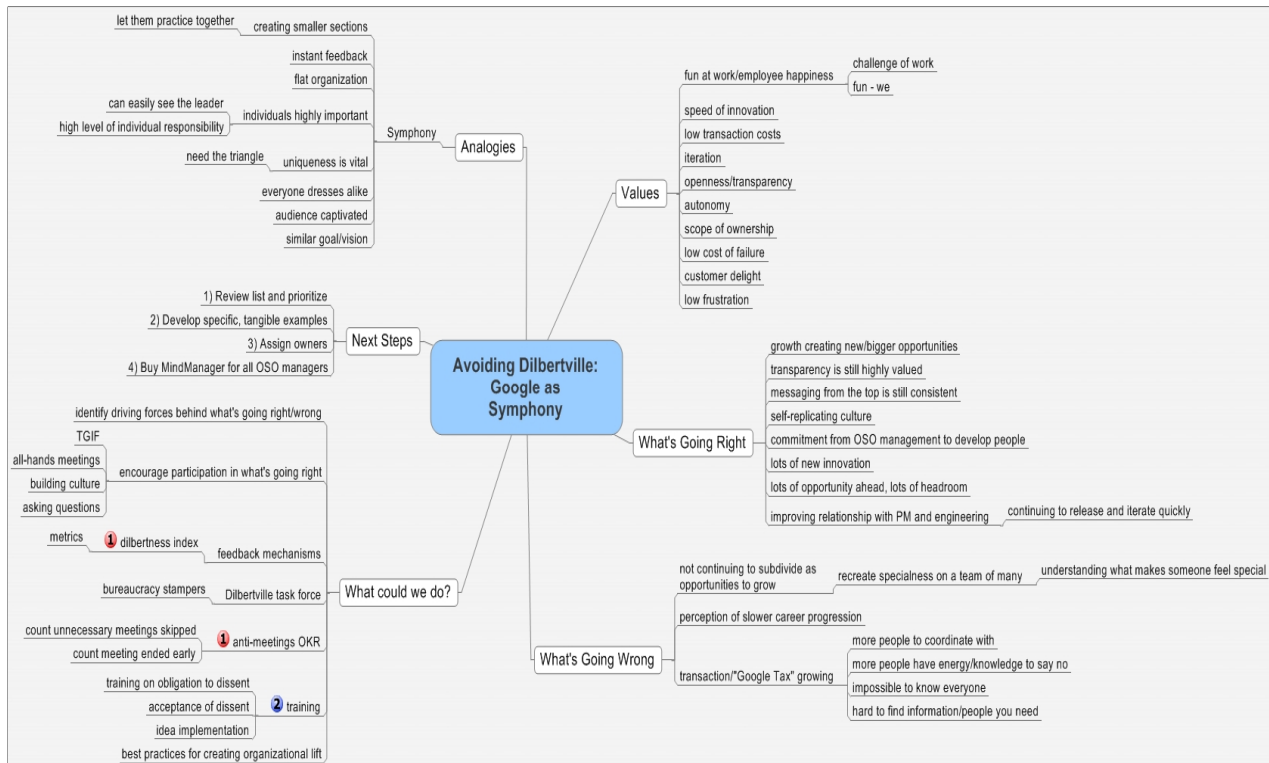 Avoiding Dilbertville:
Google as
Symphony
Analogies
Symphony
creating smaller sections
let them practice together
instant feedback
flat organization
individuals highly important
can easily see the leader
high level of individual responsibility
uniqueness is vital
need the triangle
everyone dresses alike
audience captivated
similar goal/vision
Next Steps
1) Review list and prioritize
2) Develop specific, tangible examples
3) Assign owners
4) Buy MindManager for all OSO managers
What could we do?
identify driving forces behind what's going right/wrong
encourage participation in what's going right
TGIF
all-hands meetings
building culture
asking questions
feedback mechanisms
1 dilbertness index
metrics
Dilbertville task force
bureaucracy stampers
1 anti-meetings OKR
count unnecessary meetings skipped
count meeting ended early
2 training
training on obligation to dissent
acceptance of dissent
idea implementation
best practices for creating organizational lift
Values
fun at work/employee happiness
challenge of work
fun - we
speed of innovation
low transaction costs
iteration
openness/transparency
autonomy
scope of ownership
low cost of failure
customer delight
low frustration
What's Going Right
growth creating new/bigger opportunities
transparency is still highly valued
messaging from the top is still consistent
self-replicating culture
commitment from OSO management to develop people
lots of new innovation
lots of opportunity ahead, lots of headroom
improving relationship with PM and engineering
continuing to release and iterate quickly
What's Going Wrong
not continuing to subdivide as
opportunities to grow
recreate specialness on a team of many
understanding what makes someone feel special
perception of slower career progression
transaction/"Google Tax" growing
more people to coordinate with
more people have energy/knowledge to say no
impossible to know everyone
hard to find information/people you need